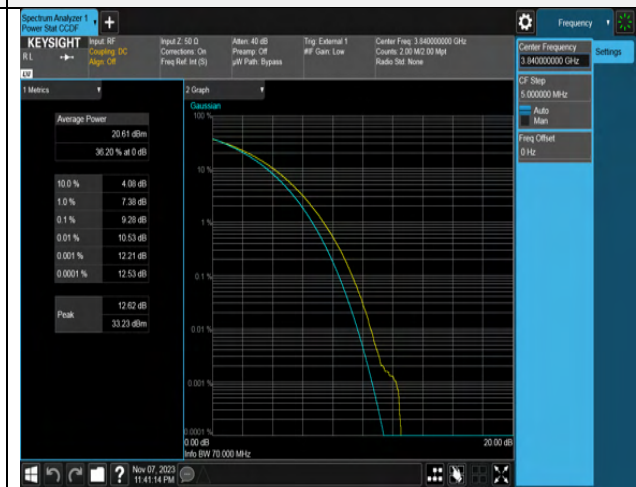 Spectrum Analyzer 1
Power Stat CCDF
Frequency
KEYSIGHT
RL
Input: RF
Coupling: DC
Align: Off
Input Z: 50 Ω
Corrections: On
Freq Ref: Int (S)
Atten: 40 dB
Preamp: Off
µW Path: Bypass
Trig: External 1
#IF Gain: Low
Center Freq: 3.840000000 GHz
Counts: 2.00 M/2.00 Mpt
Radio Std: None
Center Frequency
3.840000000 GHz
Settings
CF Step
5.000000 MHz
Auto
Man
Freq Offset
0 Hz
1 Metrics
Average Power
20.61 dBm
36.20 % at 0 dB
10.0 % 4.08 dB
1.0 % 7.38 dB
0.1 % 9.28 dB
0.01 % 10.53 dB
0.001 % 12.21 dB
0.0001 % 12.53 dB
Peak 12.62 dB
33.23 dBm
2 Graph
Gaussian
100 %
10 %
1 %
0.1 %
0.01 %
0.001 %
0.0001 %
0.00 dB 20.00 dB
Info BW 70.000 MHz
Nov 07, 2023
11:41:14 PM